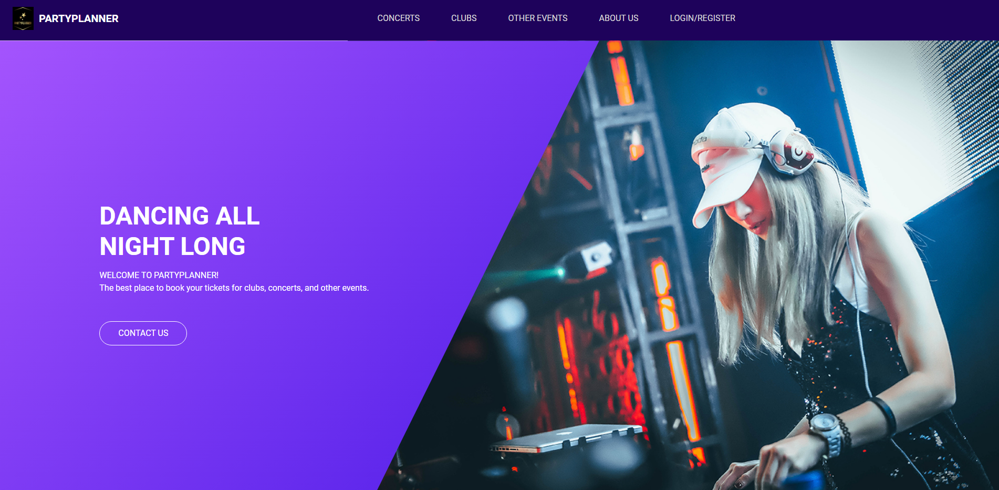 PARTYPLANNER
PARTYPLANNER
CONCERTS
CLUBS
OTHER EVENTS
ABOUT US
LOGIN/REGISTER
DANCING ALL
NIGHT LONG
WELCOME TO PARTYPLANNER!
The best place to book your tickets for clubs, concerts, and other events.
CONTACT US